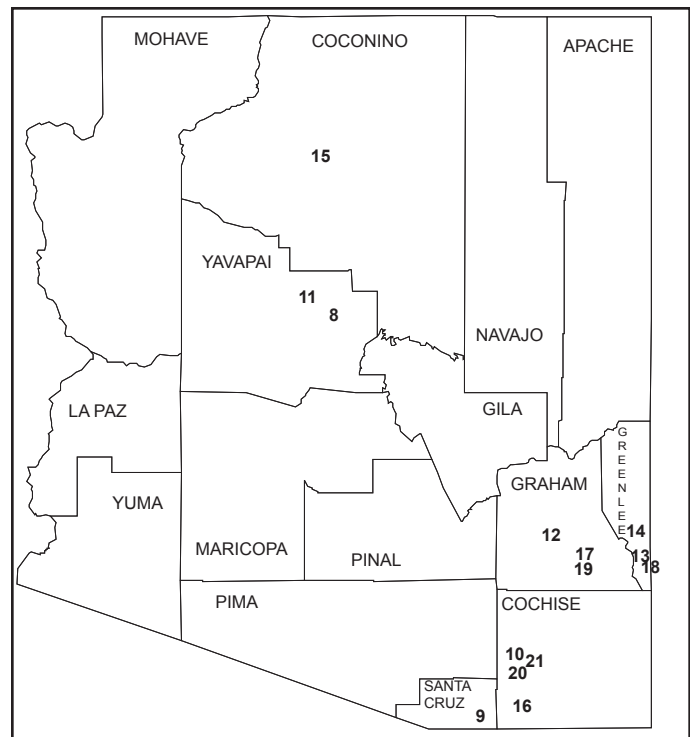 MOHAVE
COCONINO
APACHE
15
YAVAPAI
11
8
NAVAJO
LA PAZ
GILA
GREENLEE
GRAHAM
YUMA
14
12
MARICOPA
PINAL
17
13
18
19
PIMA
COCHISE
10
21
20
SANTA
CRUZ
16
9